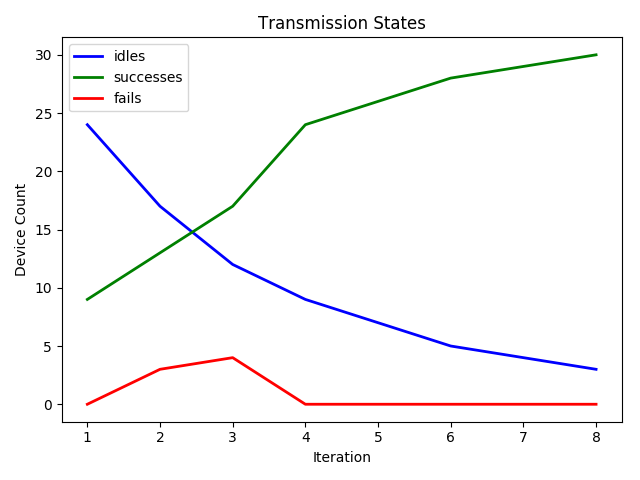 Transmission States
idles
successes
fails
Device Count
30
25
20
15
10
5
0
1 2 3 4 5 6 7 8
Iteration